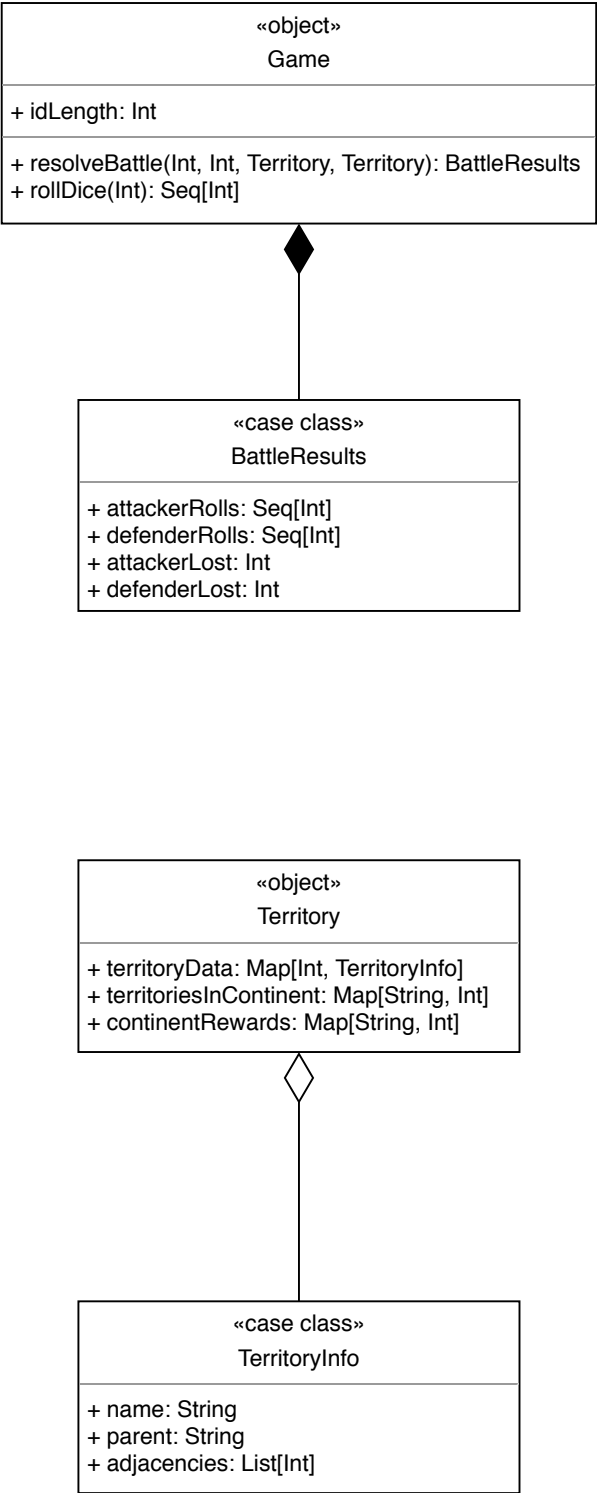 «object»
Game
+ idLength: Int
+ resolveBattle(Int, Int, Territory, Territory): BattleResults
+ rollDice(Int): Seq[Int]
«case class»
BattleResults
+ attackerRolls: Seq[Int]
+ defenderRolls: Seq[Int]
+ attackerLost: Int
+ defenderLost: Int
«object»
Territory
+ territoryData: Map[Int, TerritoryInfo]
+ territoriesInContinent: Map[String, Int]
+ continentRewards: Map[String, Int]
«case class»
TerritoryInfo
+ name: String
+ parent: String
+ adjacencies: List[Int]